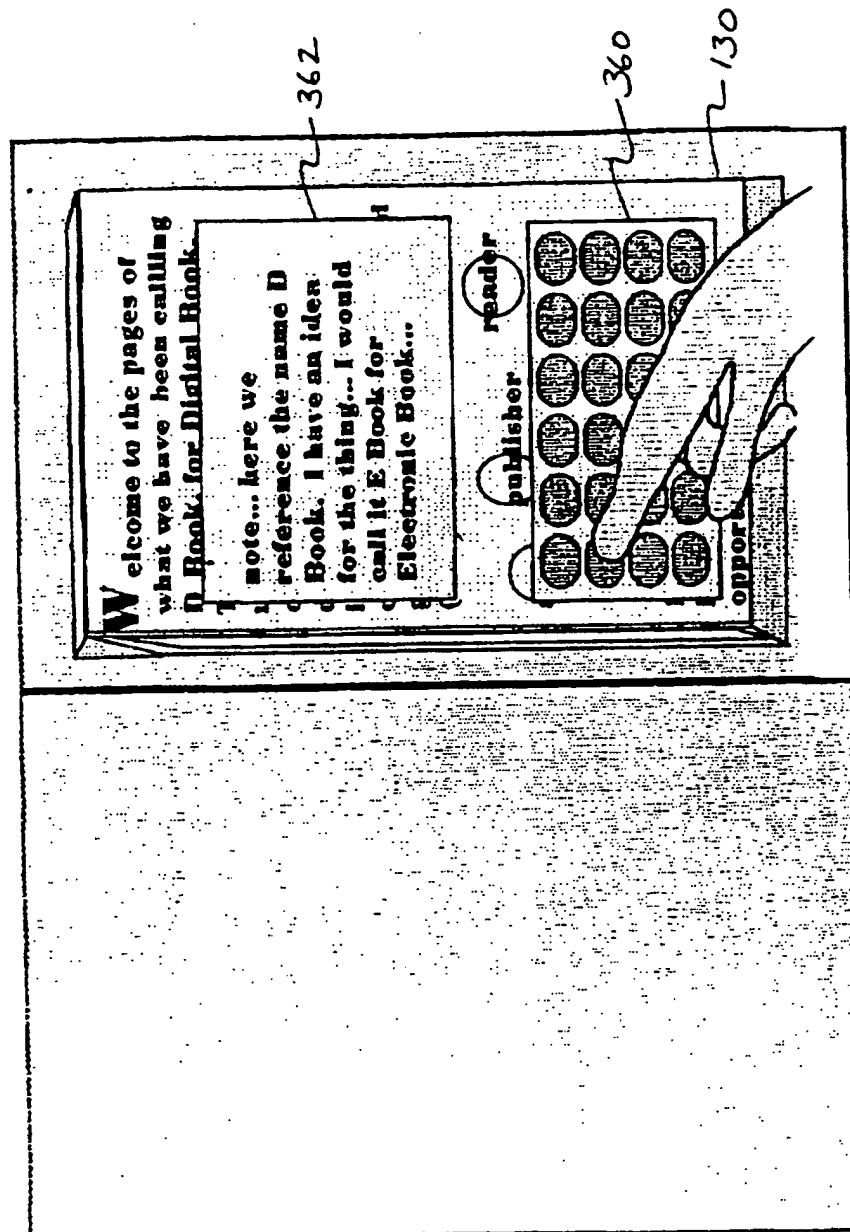 Welcome to the pages of
what we have been callling
D Book, for Digital Book.
note... here we
reference the name D
Book. I have an idea
for the thing... I would
call it E Book for
Electronic Book...
publisher
reader
oppor
362
360
130